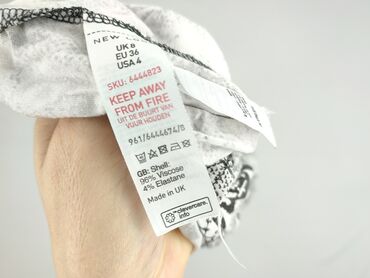 NEW LO
UK 8
EU 36
USA 4
SKU: 6444823
KEEP AWAY
FROM FIRE
UIT DE BUURT VAN
VUUR HOUDEN
961/6444674/8
GB: Shell:
96% Viscose
4% Elastane
Made in UK
clevercare.
info